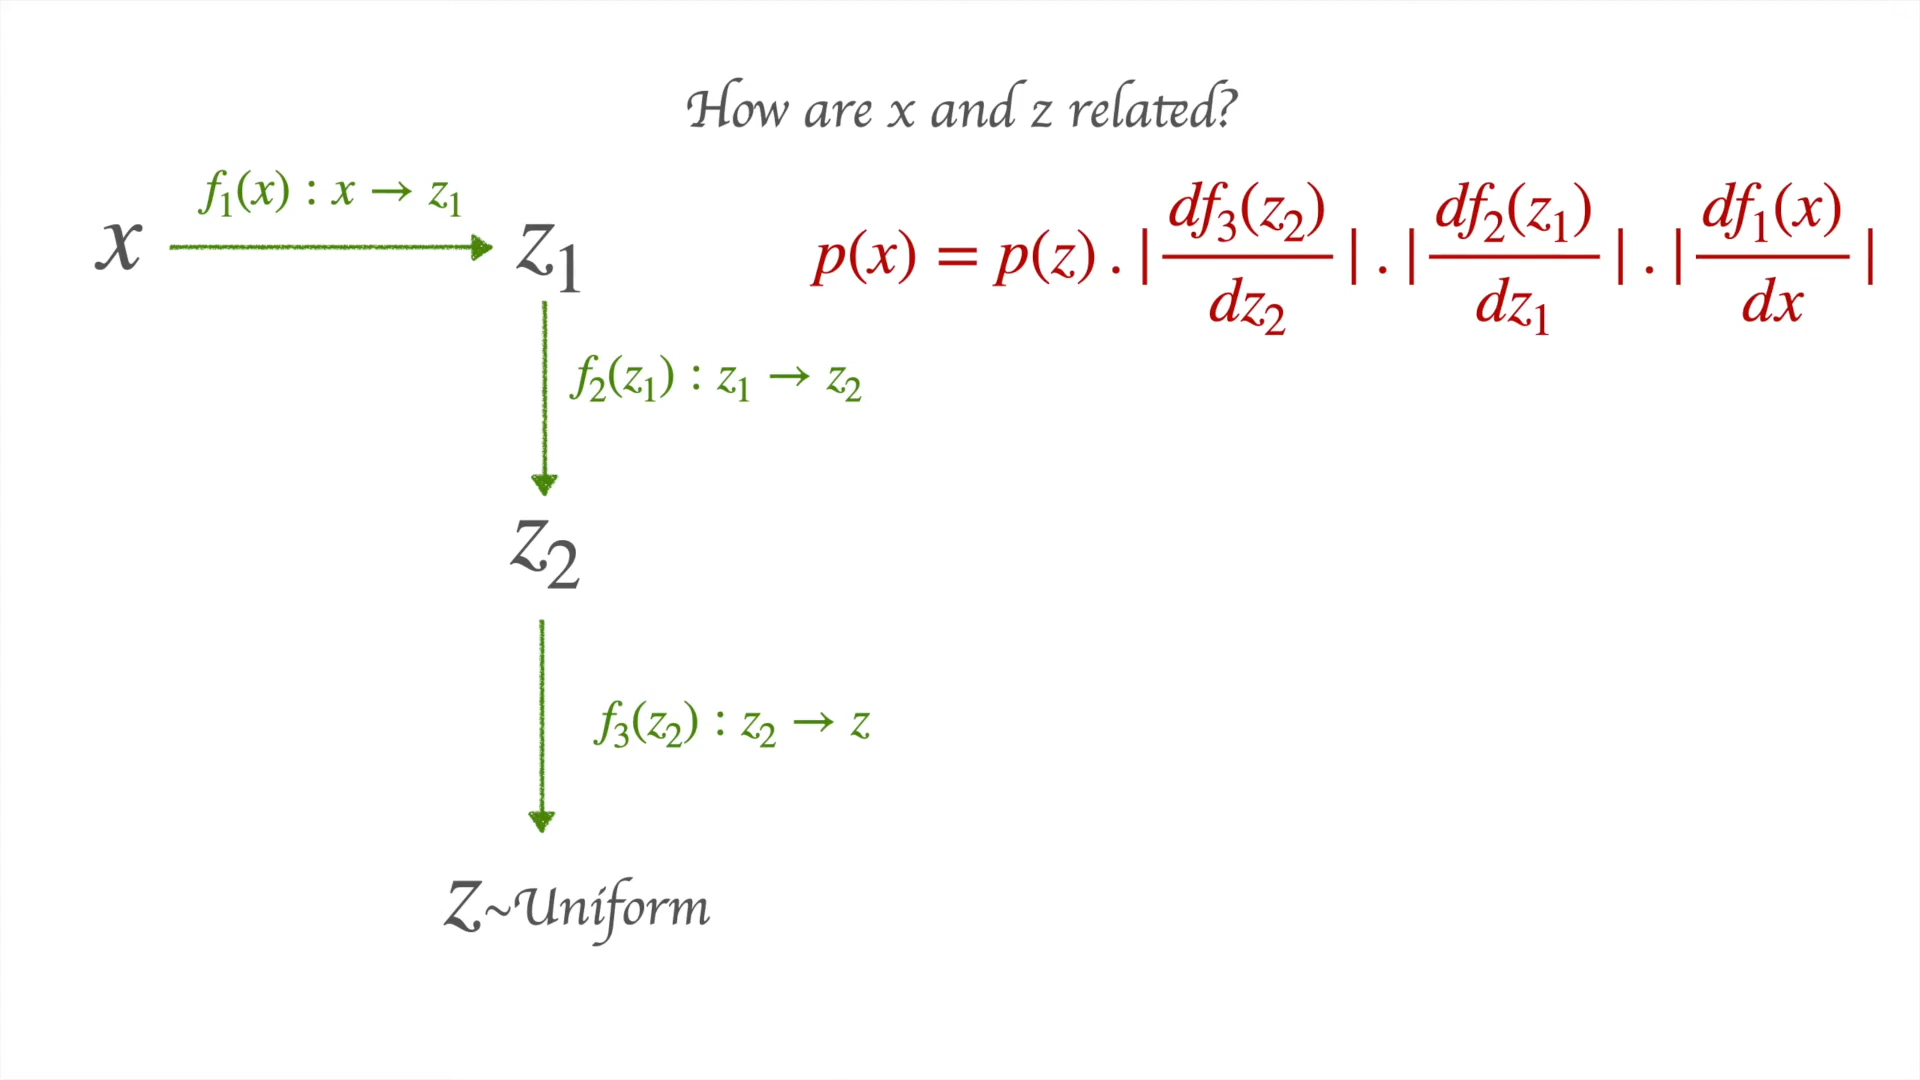 How are x and z related?
f₁(x) : x → z₁
x
z₁
p(x) = p(z) . | df₃(z₂)/dz₂ | . | df₂(z₁)/dz₁ | . | df₁(x)/dx |
f₂(z₁) : z₁ → z₂
z₂
f₃(z₂) : z₂ → z
z~Uniform